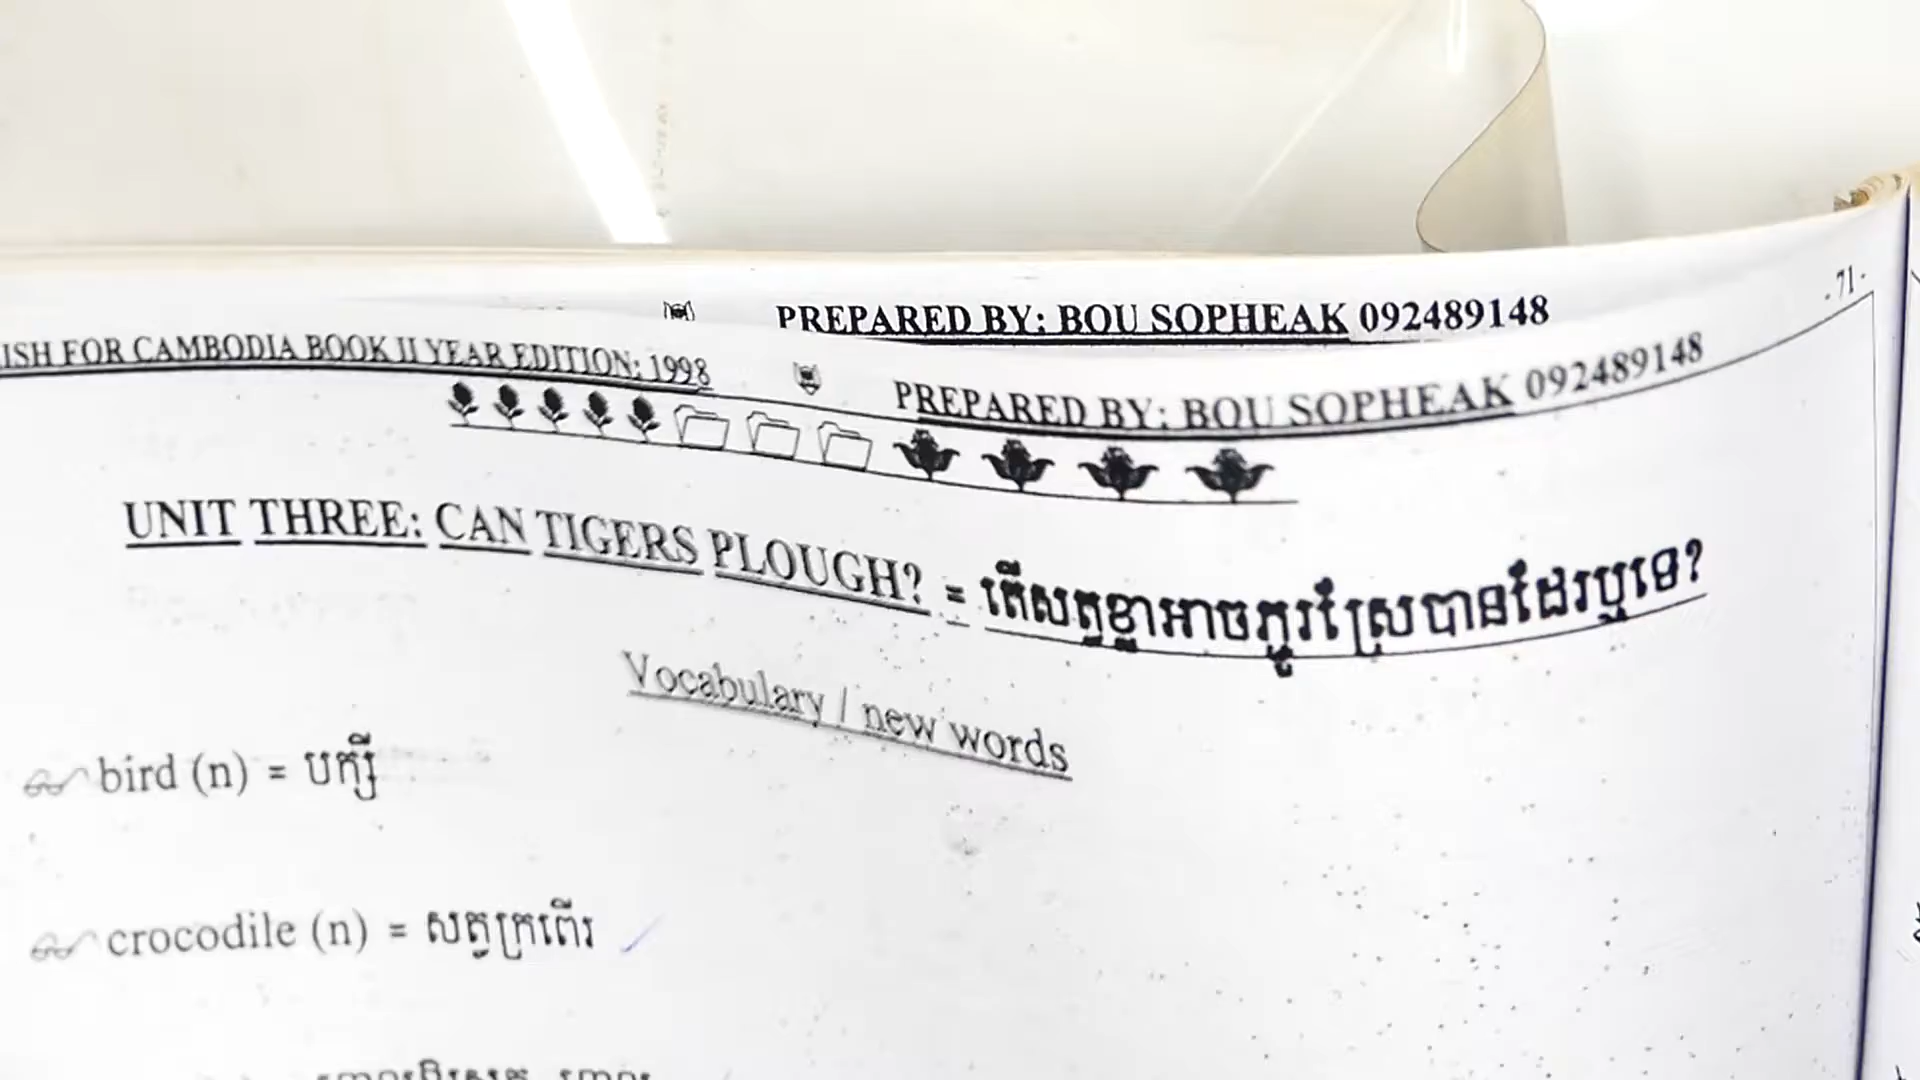 PREPARED BY: BOU SOPHEAK 092489148
- 71 -
ISH FOR CAMBODIA BOOK II YEAR EDITION: 1998 PREPARED BY: BOU SOPHEAK 092489148
UNIT THREE: CAN TIGERS PLOUGH? = តើសត្វខ្លាអាចភ្ជួរស្រែបានដែរឬទេ?
Vocabulary / new words
bird (n) = បក្សី
crocodile (n) = សត្វក្រពើរ